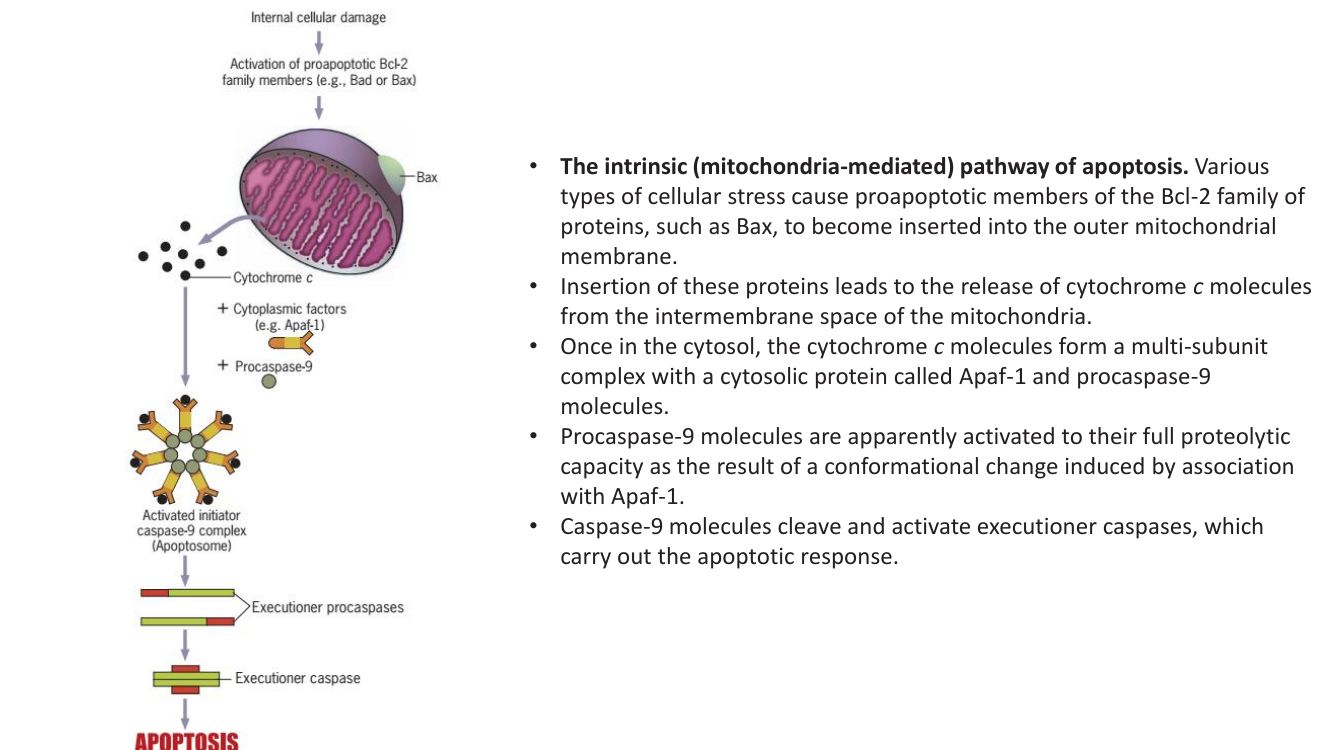 Internal cellular damage
Activation of proapoptotic Bcl-2
family members (e.g., Bad or Bax)
Bax
Cytochrome c
+ Cytoplasmic factors
(e.g. Apaf-1)
+ Procaspase-9
Activated initiator
caspase-9 complex
(Apoptosome)
Executioner procaspases
Executioner caspase
APOPTOSIS
• The intrinsic (mitochondria-mediated) pathway of apoptosis. Various
types of cellular stress cause proapoptotic members of the Bcl-2 family of
proteins, such as Bax, to become inserted into the outer mitochondrial
membrane.
• Insertion of these proteins leads to the release of cytochrome c molecules
from the intermembrane space of the mitochondria.
• Once in the cytosol, the cytochrome c molecules form a multi-subunit
complex with a cytosolic protein called Apaf-1 and procaspase-9
molecules.
• Procaspase-9 molecules are apparently activated to their full proteolytic
capacity as the result of a conformational change induced by association
with Apaf-1.
• Caspase-9 molecules cleave and activate executioner caspases, which
carry out the apoptotic response.